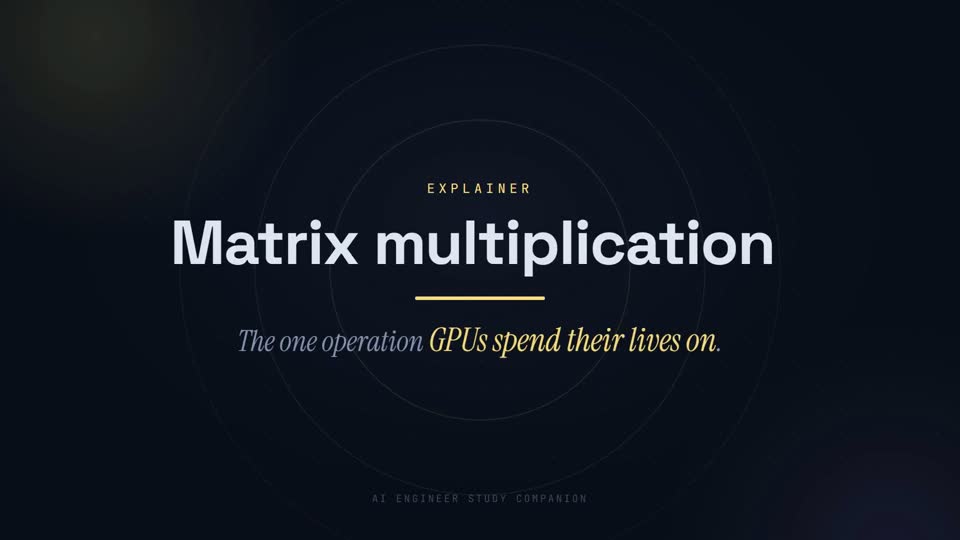 EXPLAINER
Matrix multiplication
The one operation GPUs spend their lives on.
AI ENGINEER STUDY COMPANION